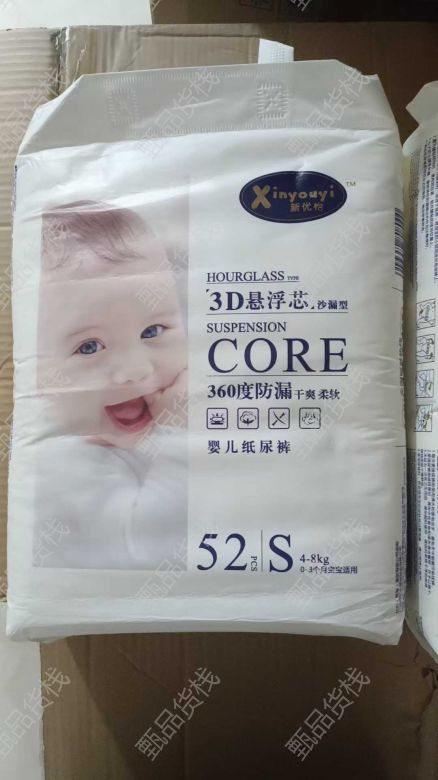 Xinyouyi™
新优怡
HOURGLASS TYPE
3D悬浮芯 沙漏型
SUSPENSION
CORE
360度防漏 干爽 柔软
婴儿纸尿裤
52 PCS S 4-8kg
0-3个月宝宝适用
甄品货栈